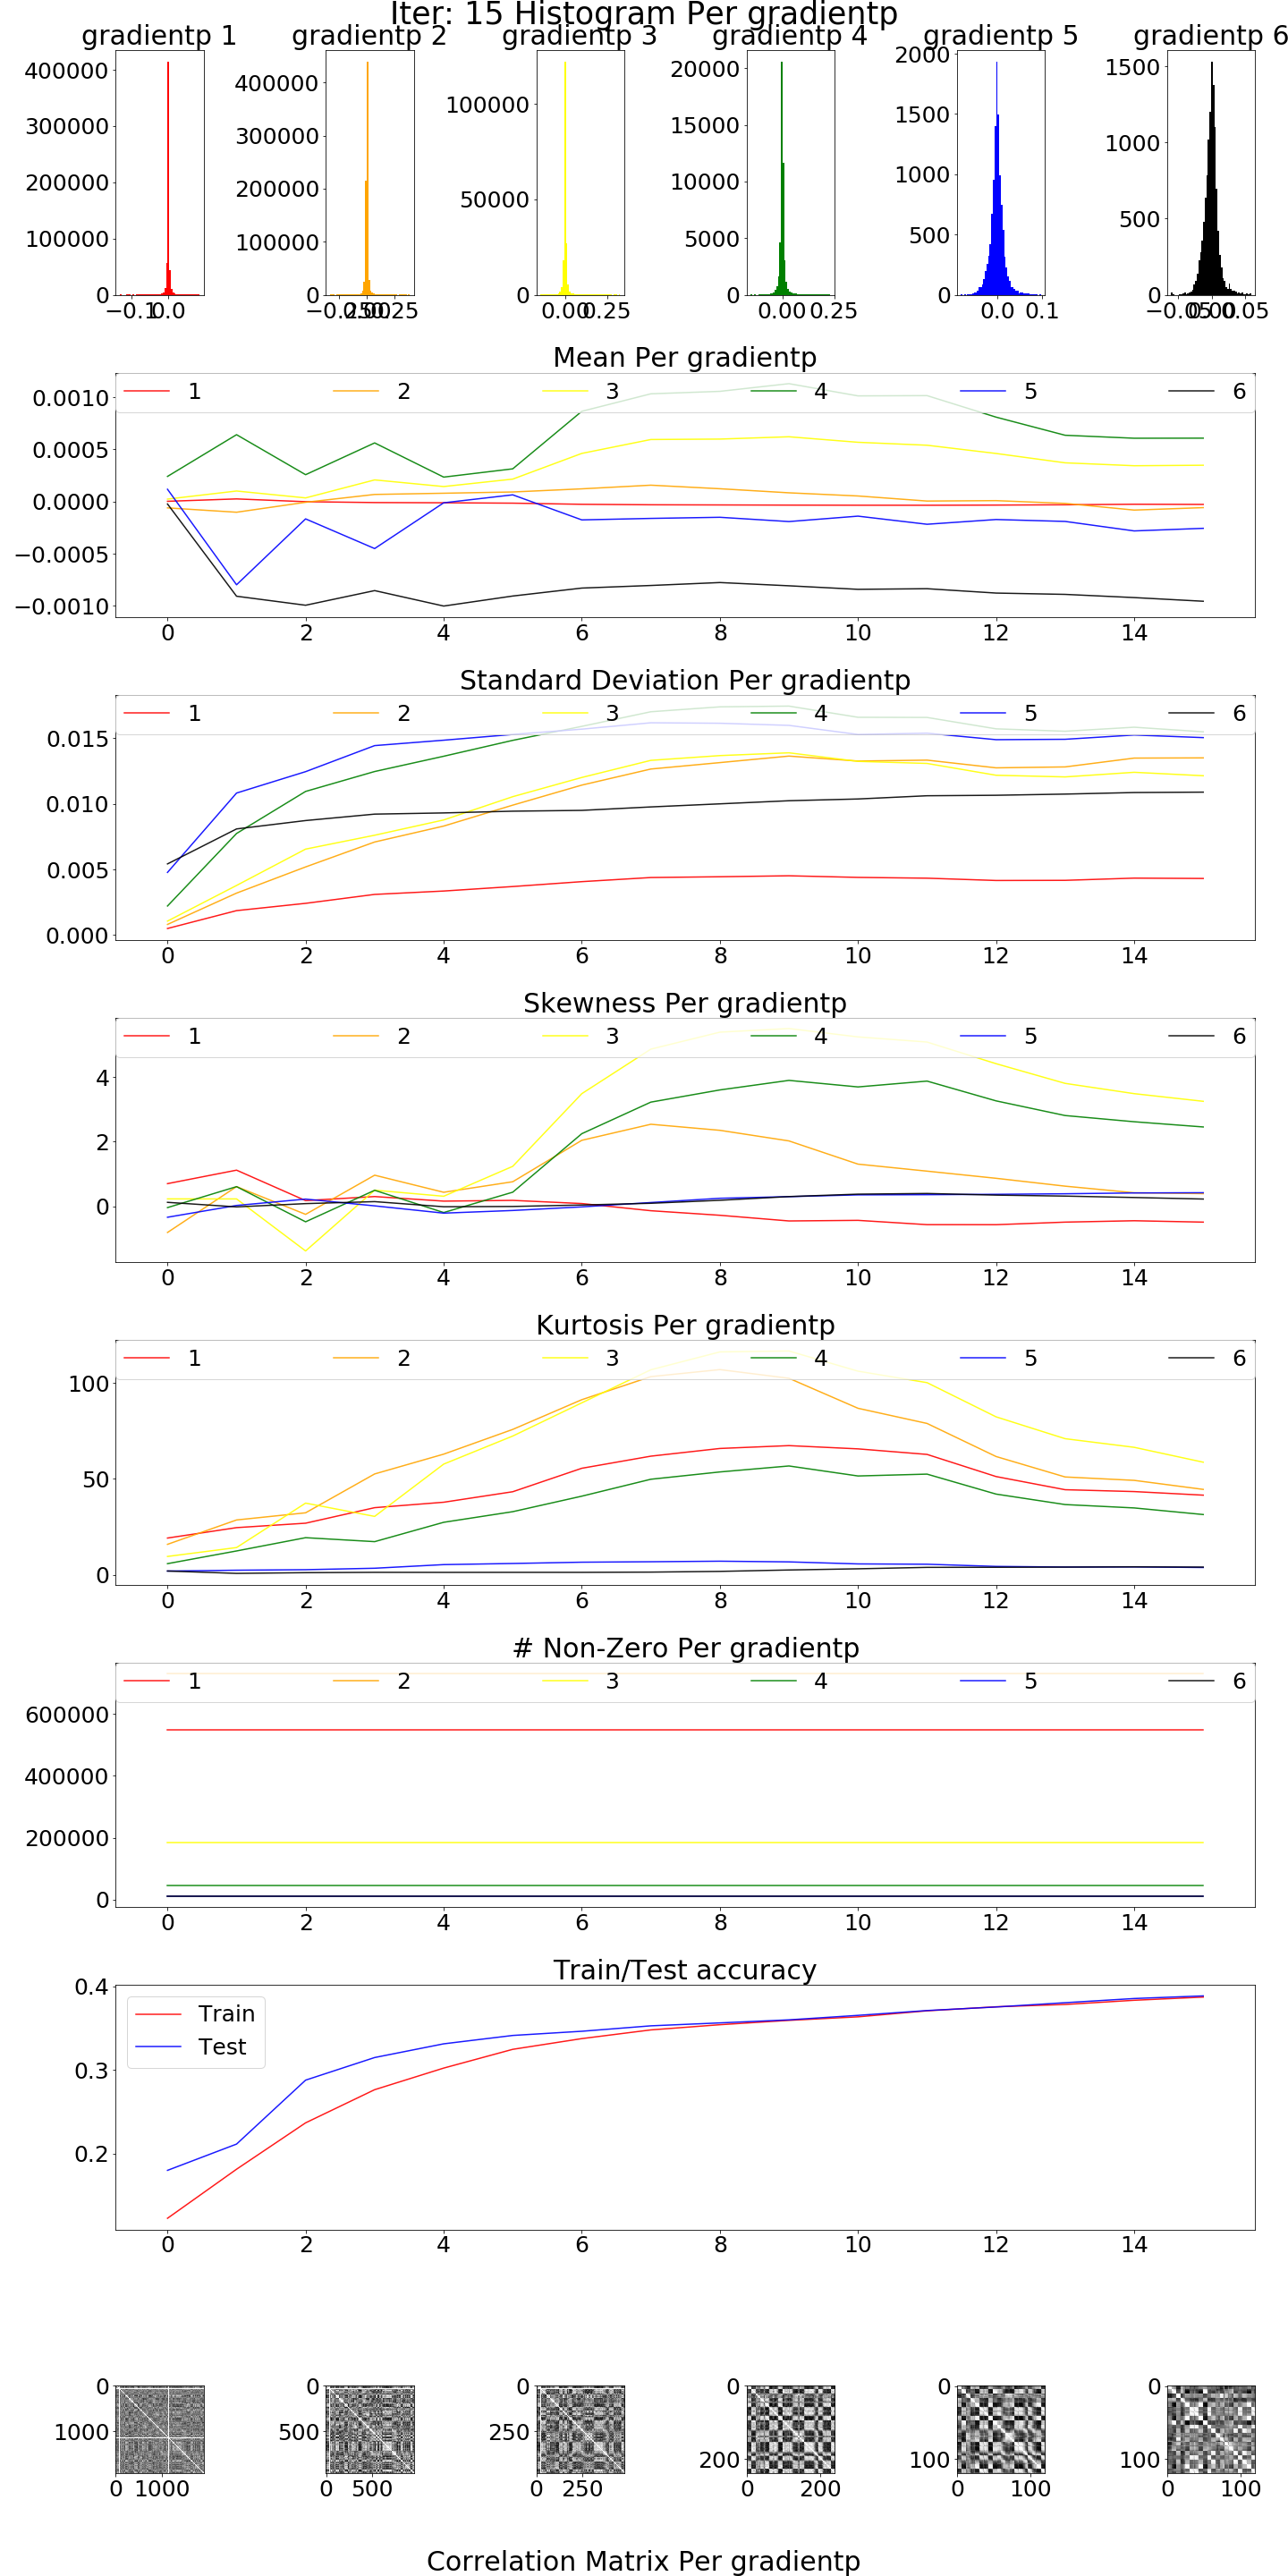 Iter: 15 Histogram Per gradientp
gradientp 1 gradientp 2 gradientp 3 gradientp 4 gradientp 5 gradientp 6
400000
300000
200000
100000
0
−0.1 0.0
400000
300000
200000
100000
0
−0.25 0.00 0.25
100000
50000
0
0.00 0.25
20000
15000
10000
5000
0
0.00 0.25
2000
1500
1000
500
0
0.0 0.1
1500
1000
500
0
−0.05 0.00 0.05
Mean Per gradientp
1 2 3 4 5 6
0.0010
0.0005
0.0000
−0.0005
−0.0010
0 2 4 6 8 10 12 14
Standard Deviation Per gradientp
1 2 3 4 5 6
0.015
0.010
0.005
0.000
0 2 4 6 8 10 12 14
Skewness Per gradientp
1 2 3 4 5 6
4
2
0
0 2 4 6 8 10 12 14
Kurtosis Per gradientp
1 2 3 4 5 6
100
50
0
0 2 4 6 8 10 12 14
# Non-Zero Per gradientp
1 2 3 4 5 6
600000
400000
200000
0
0 2 4 6 8 10 12 14
Train/Test accuracy
Train
Test
0.4
0.3
0.2
0 2 4 6 8 10 12 14
0
1000
0 1000
0
500
0 500
0
250
0 250
0
200
0 200
0
100
0 100
0
100
0 100
Correlation Matrix Per gradientp